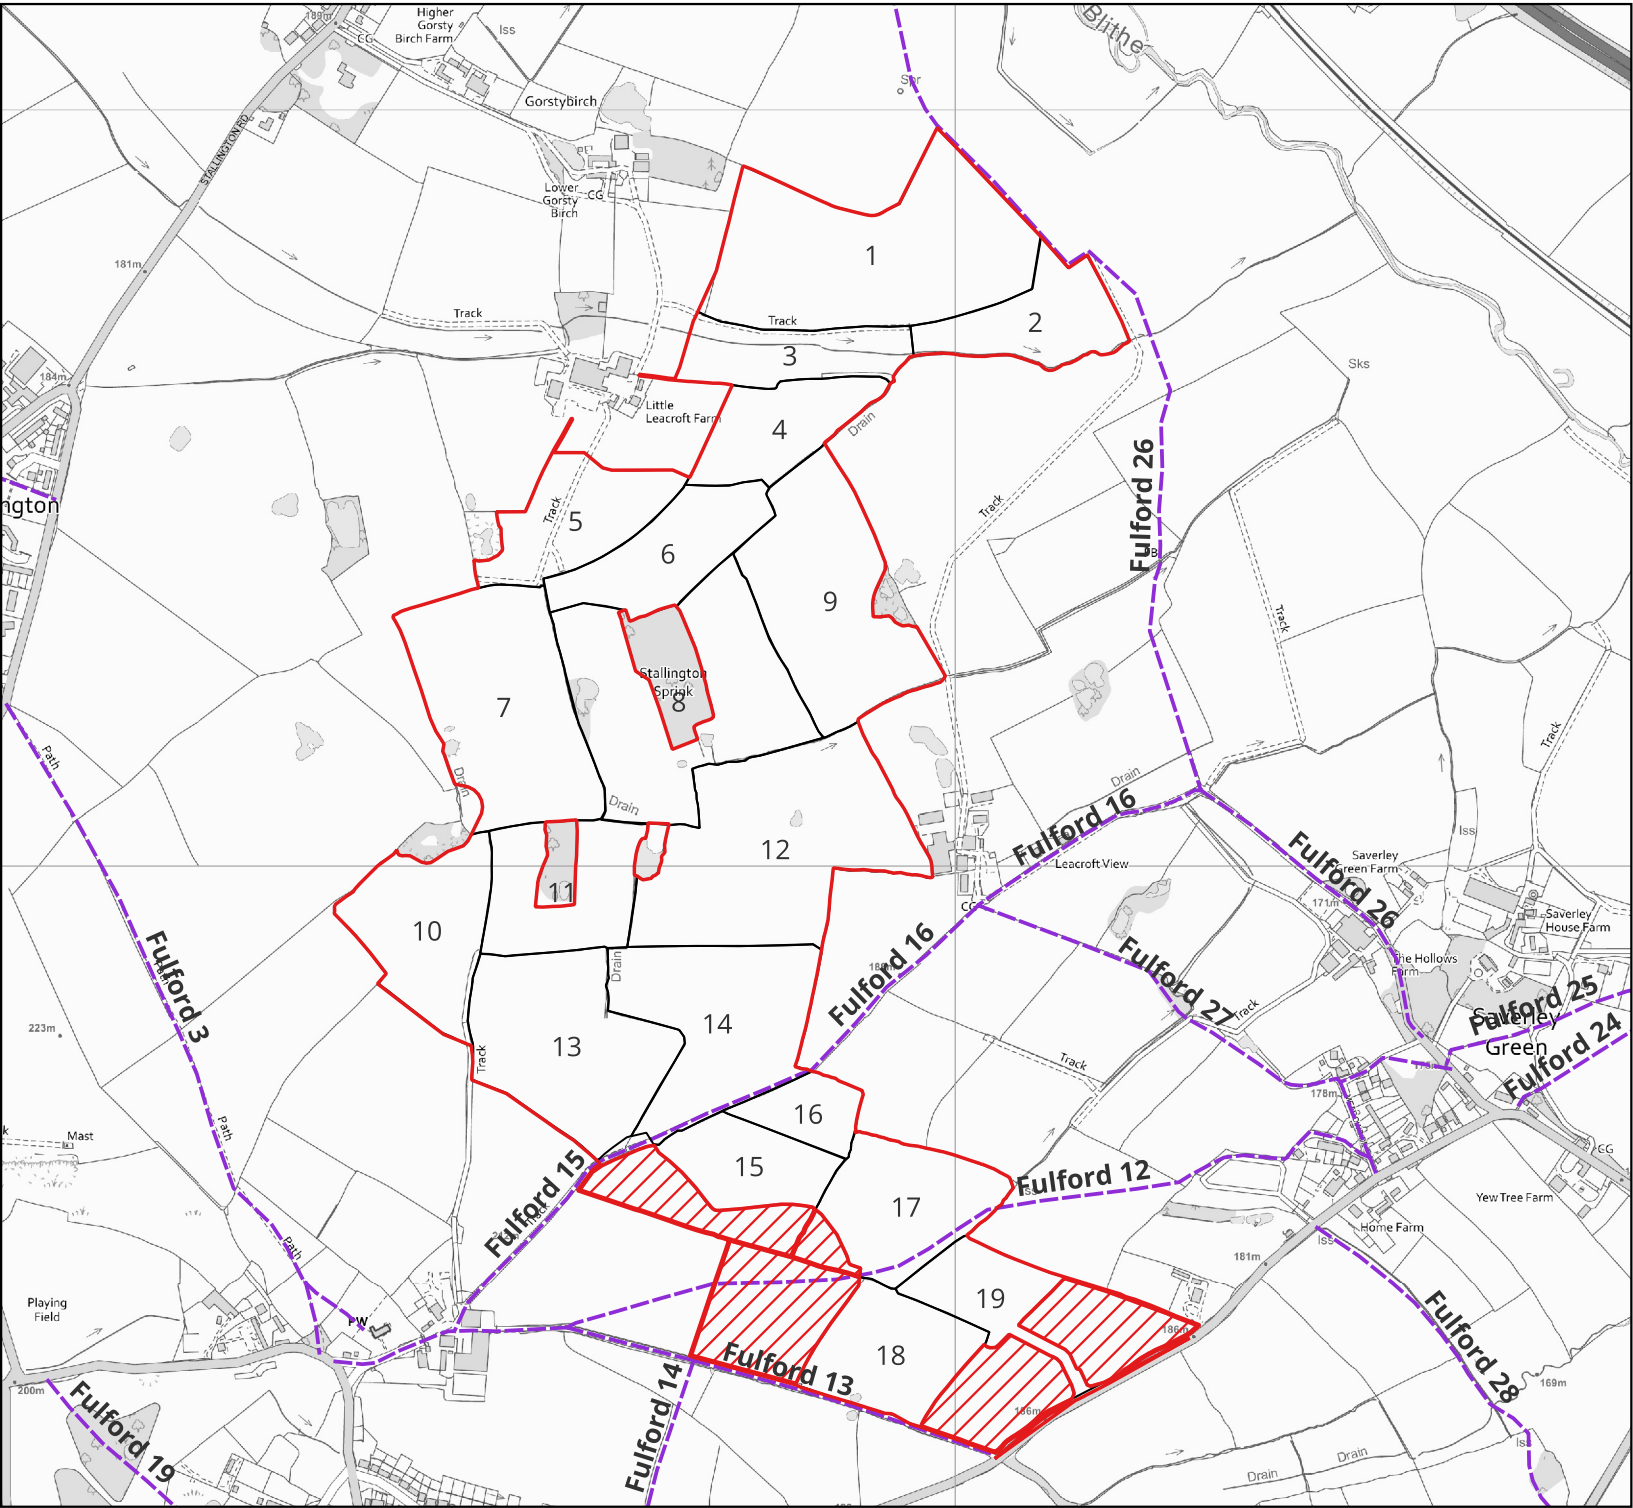 189m
CG
Higher
Gorsty
Birch Farm
Iss
Blithe
Spr
Gorstybirch
STALLINGTON RD
Lower
Gorsty
Birch
CG
181m
1
Track
Track
2
3
184m
Little
Leacroft Farm
4
Drain
Sks
Fulford 26
ngton
Track
5
Track
6
9
Track
Stallington
Sprink
8
7
Path
Drain
Drain
Drain
Track
12
Fulford 16
Leacroft View
Iss
Fulford 26
Saverley
Green Farm
171m
11
CG
10
Saverley
House Farm
Fulford 3
Drain
Fulford 16
Fulford 27
The Hollows
Farm
Track
Fulford 25
Saverley
Green
Fulford 24
223m
14
13
Track
Track
178m
16
Path
Mast
15
Fulford 15
Track
Fulford 12
CG
17
Yew Tree Farm
Home Farm
Iss
Path
181m
Playing
Field
PW
19
186m
Fulford 28
18
Fulford 13
Fulford 14
200m
Fulford 19
186m
169m
Drain
Drain
Iss